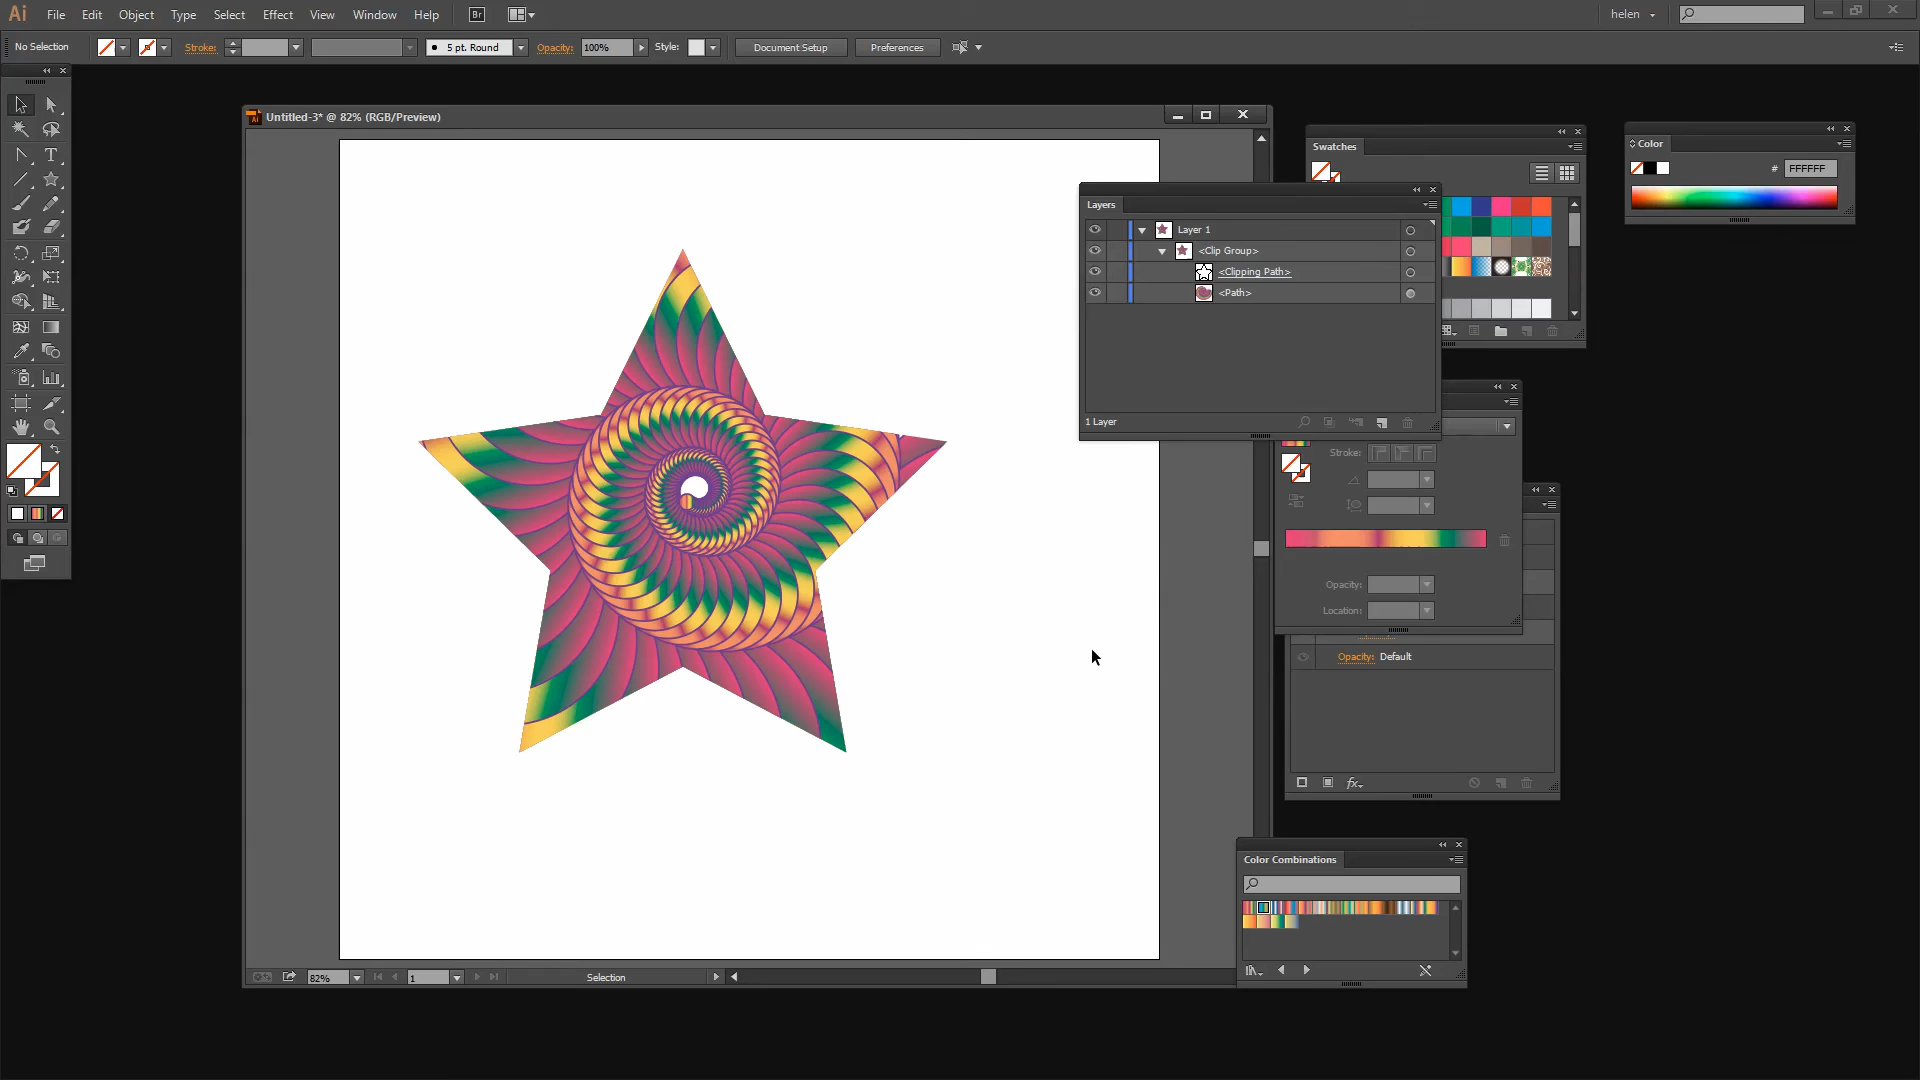 Ai File Edit Object Type Select Effect View Window Help Br helen
No Selection Stroke: 5 pt. Round Opacity: 100% Style: Document Setup Preferences
Untitled-3* @ 82% (RGB/Preview)
Swatches
Color
# FFFFFF
Layers
Layer 1
<Clip Group>
<Clipping Path>
<Path>
1 Layer
Stroke:
Opacity:
Location:
Opacity: Default
fx
Color Combinations
82% 1 Selection